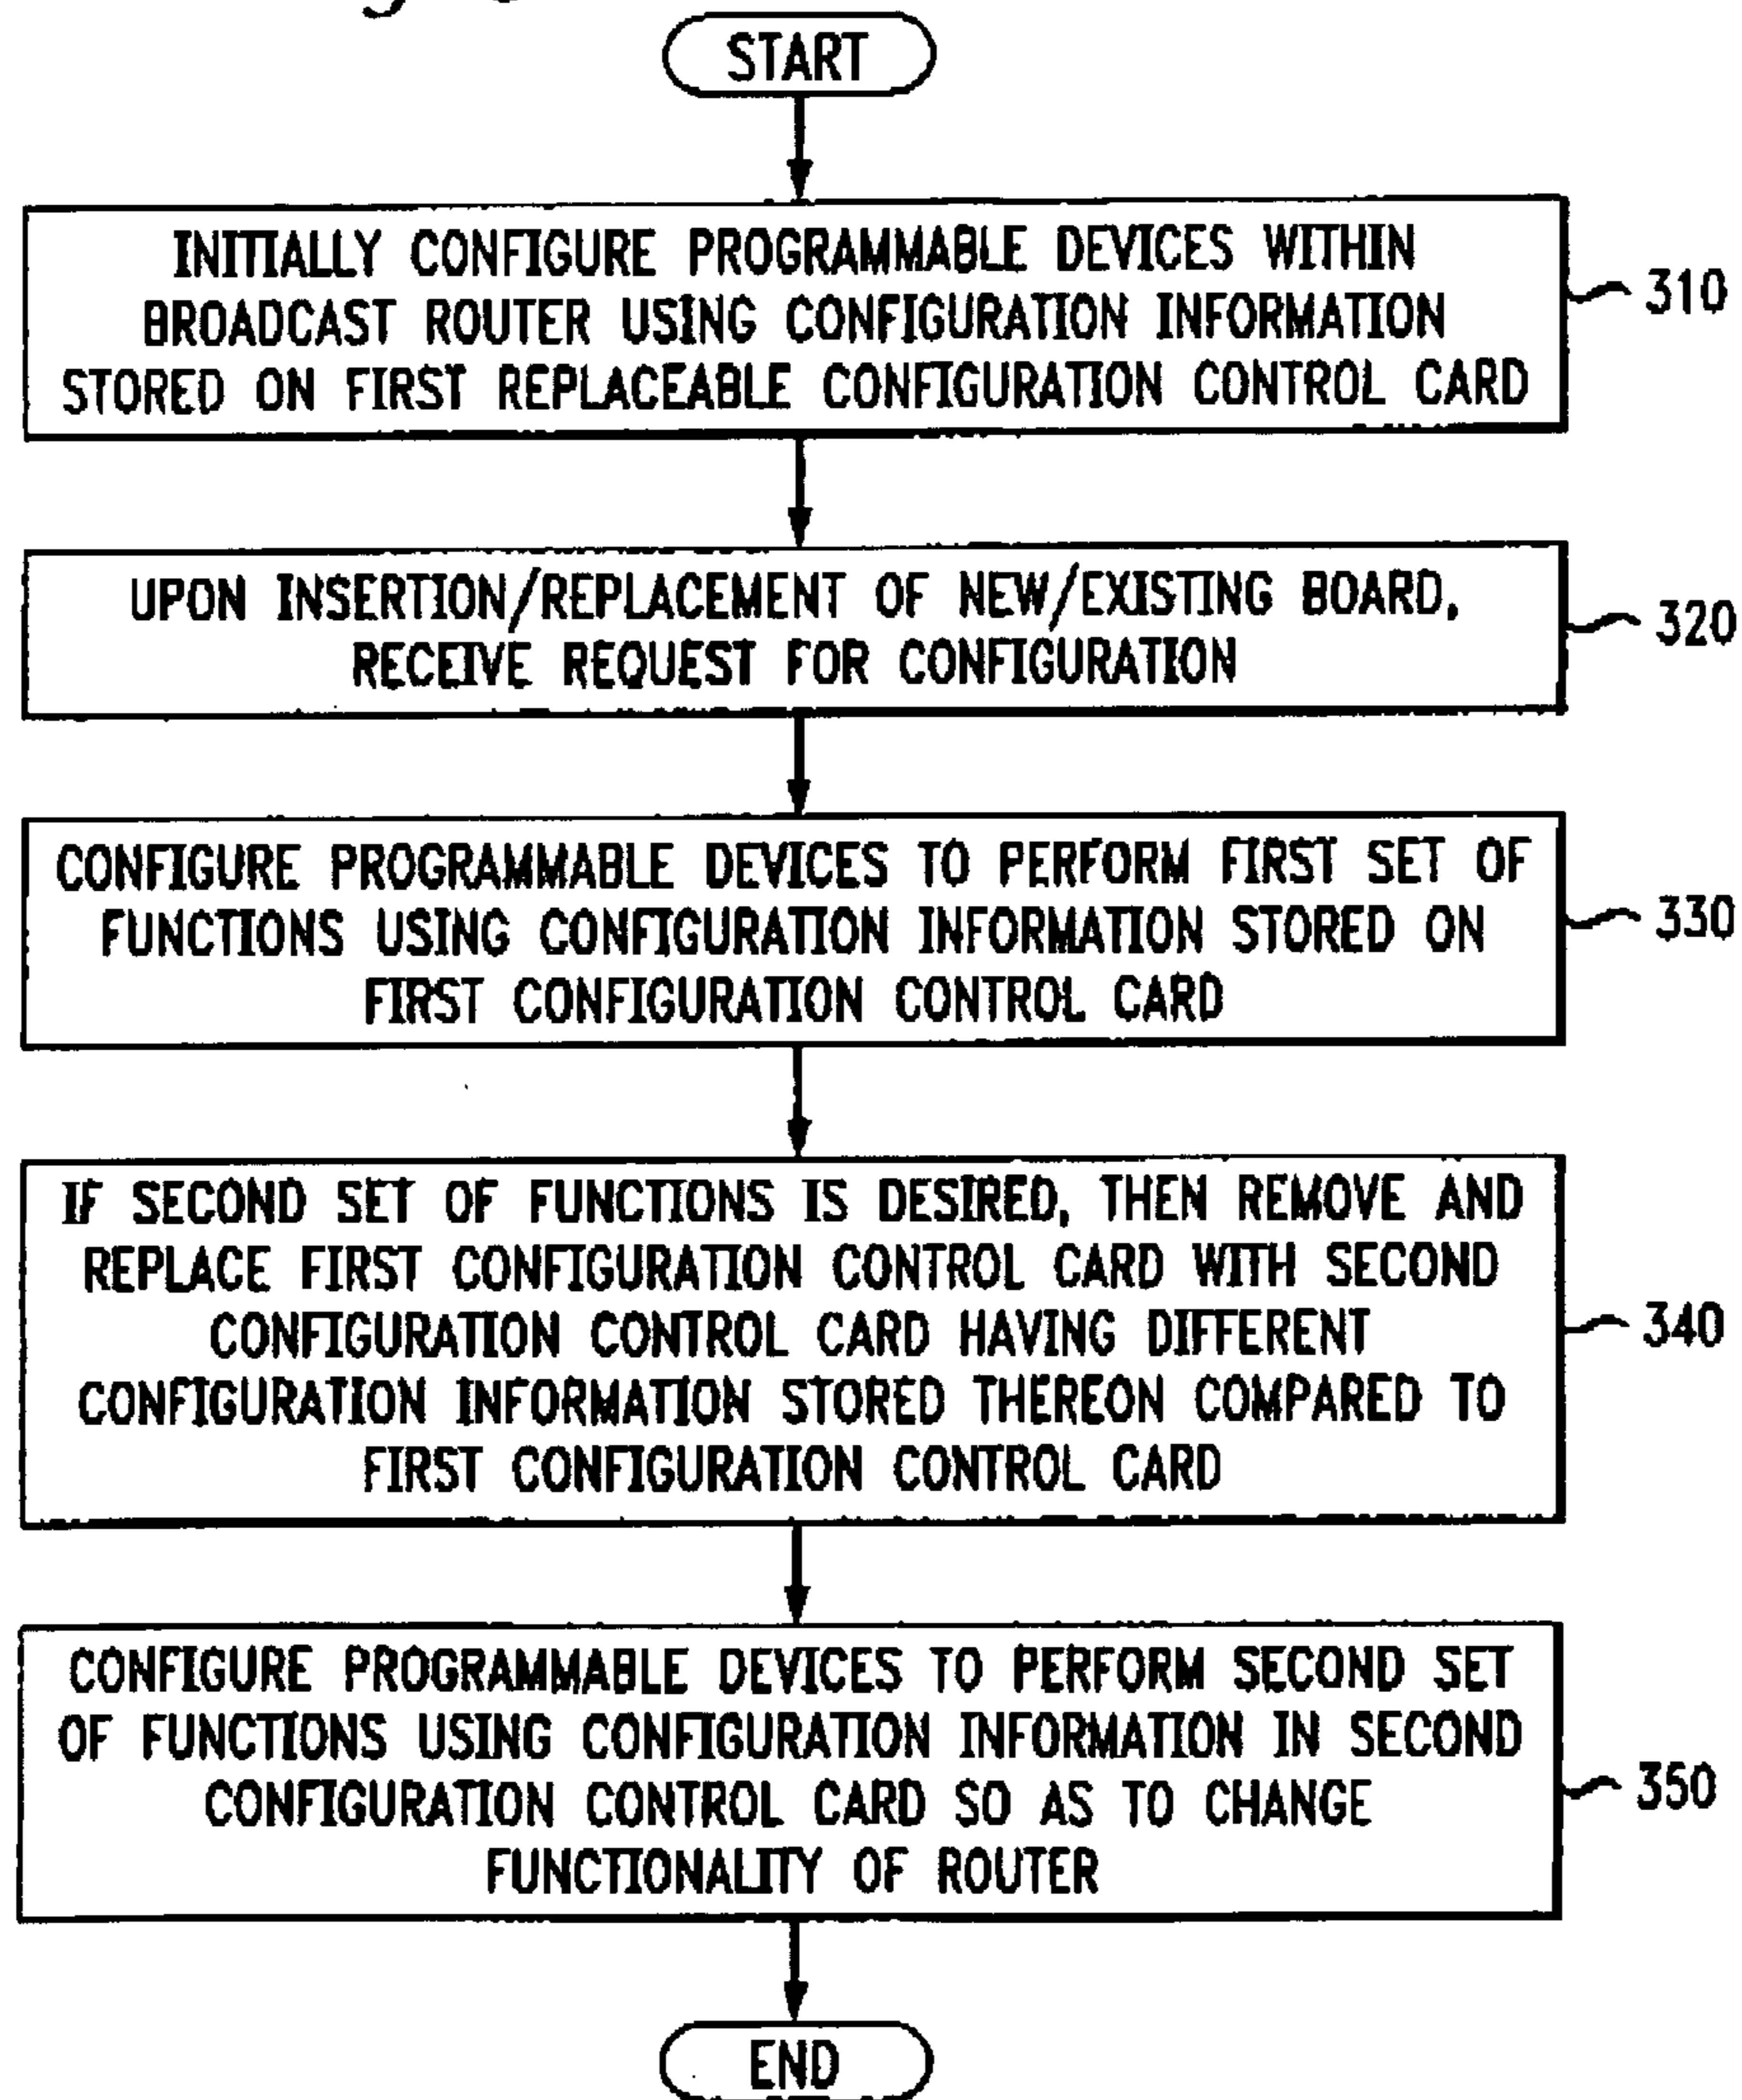 START
INITIALLY CONFIGURE PROGRAMMABLE DEVICES WITHIN
BROADCAST ROUTER USING CONFIGURATION INFORMATION
STORED ON FIRST REPLACEABLE CONFIGURATION CONTROL CARD
310
UPON INSERTION/REPLACEMENT OF NEW/EXISTING BOARD,
RECEIVE REQUEST FOR CONFIGURATION
320
CONFIGURE PROGRAMMABLE DEVICES TO PERFORM FIRST SET OF
FUNCTIONS USING CONFIGURATION INFORMATION STORED ON
FIRST CONFIGURATION CONTROL CARD
330
IF SECOND SET OF FUNCTIONS IS DESIRED, THEN REMOVE AND
REPLACE FIRST CONFIGURATION CONTROL CARD WITH SECOND
CONFIGURATION CONTROL CARD HAVING DIFFERENT
CONFIGURATION INFORMATION STORED THEREON COMPARED TO
FIRST CONFIGURATION CONTROL CARD
340
CONFIGURE PROGRAMMABLE DEVICES TO PERFORM SECOND SET
OF FUNCTIONS USING CONFIGURATION INFORMATION IN SECOND
CONFIGURATION CONTROL CARD SO AS TO CHANGE
FUNCTIONALITY OF ROUTER
350
END